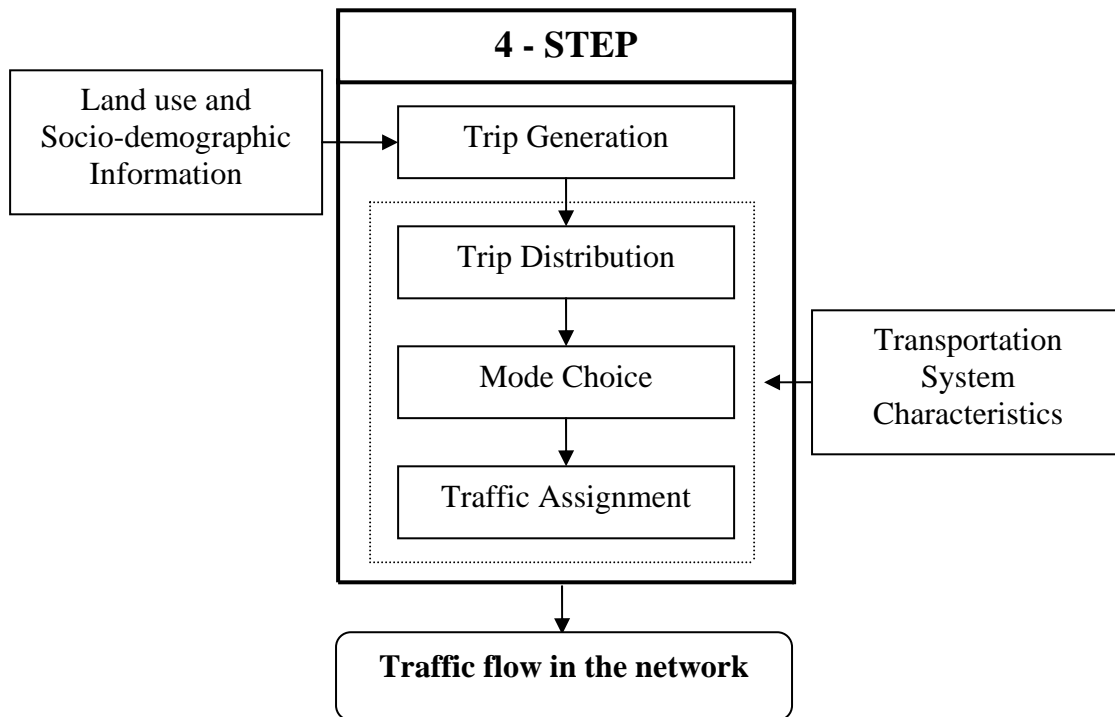 4 - STEP
Land use and
Socio-demographic
Information
Trip Generation
Trip Distribution
Mode Choice
Traffic Assignment
Transportation
System
Characteristics
Traffic flow in the network